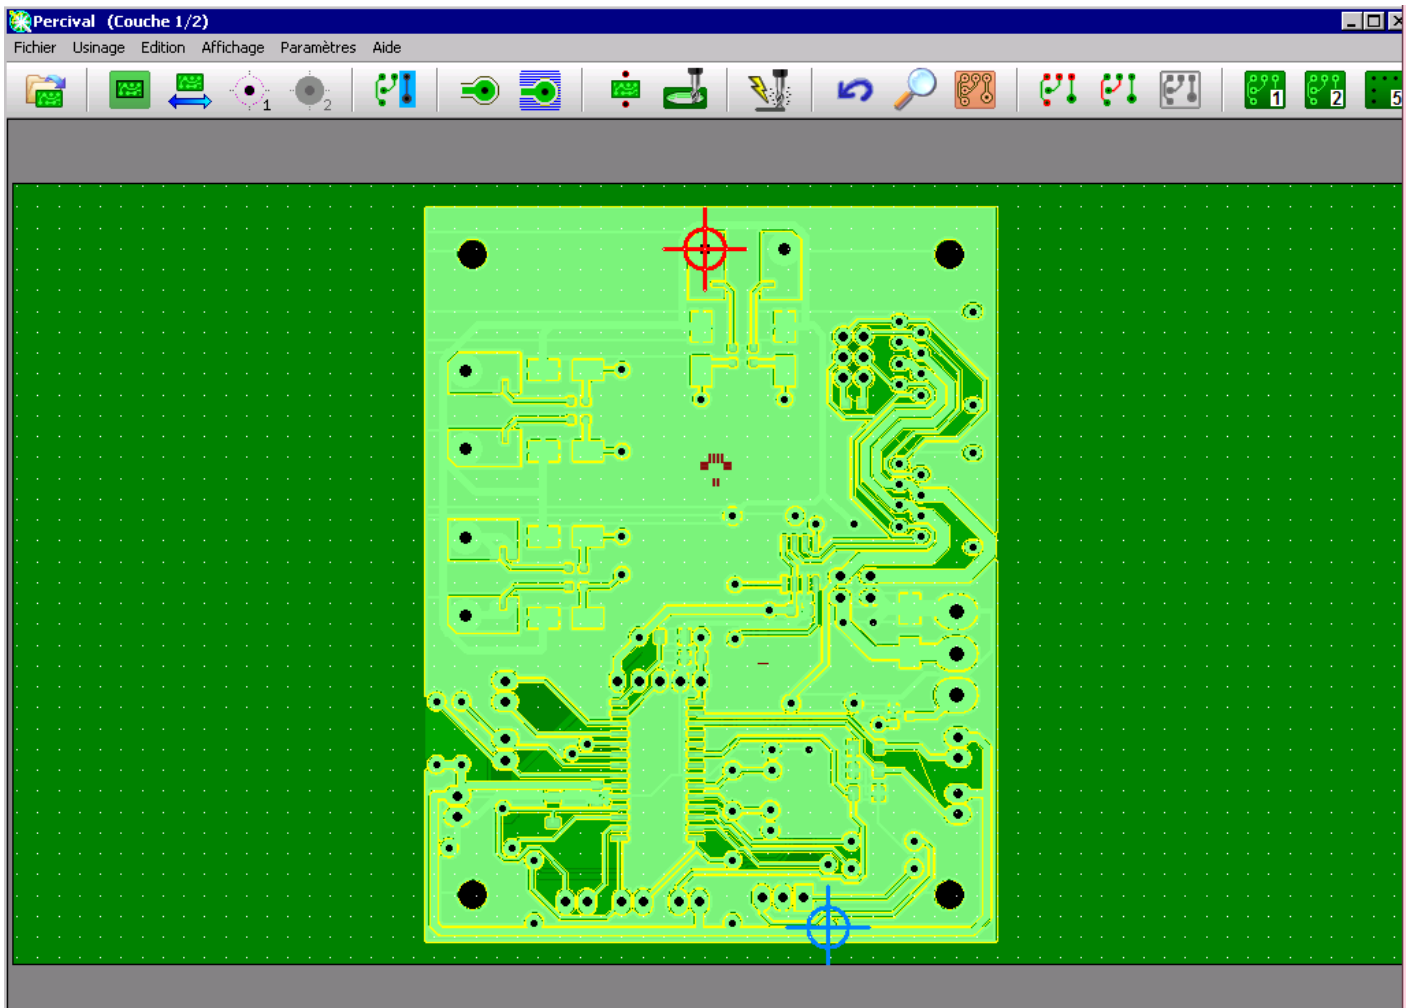 Percival (Couche 1/2)
Fichier Usinage Edition Affichage Paramètres Aide
1 2 1 2 5